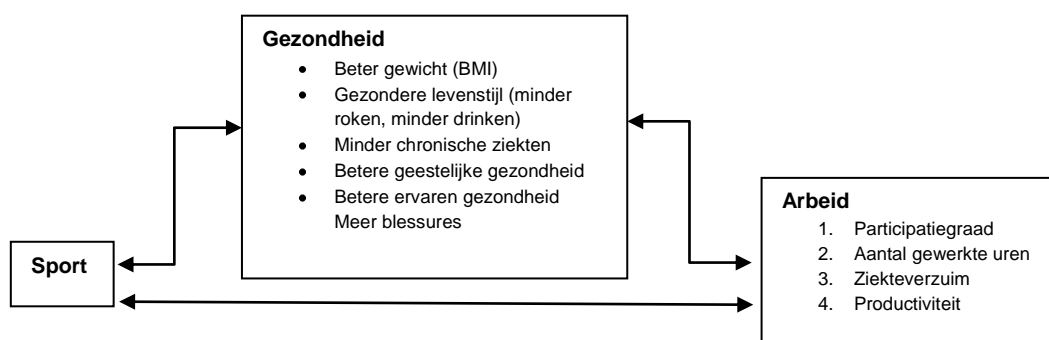 Gezondheid
• Beter gewicht (BMI)
• Gezondere levenstijl (minder
roken, minder drinken)
• Minder chronische ziekten
• Betere geestelijke gezondheid
• Betere ervaren gezondheid
Meer blessures
Sport
Arbeid
1. Participatiegraad
2. Aantal gewerkte uren
3. Ziekteverzuim
4. Productiviteit